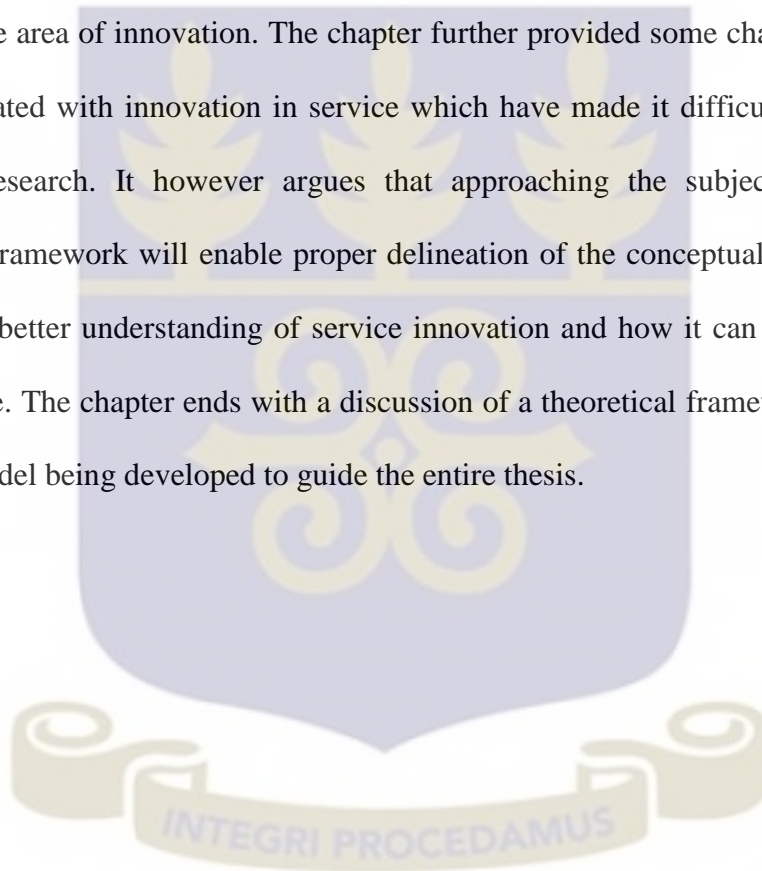 e area of innovation. The chapter further provided some cha
ated with innovation in service which have made it difficu
esearch. It however argues that approaching the subjec
ramework will enable proper delineation of the conceptual
better understanding of service innovation and how it can
e. The chapter ends with a discussion of a theoretical frame
del being developed to guide the entire thesis.
INTEGRI PROCEDAMUS